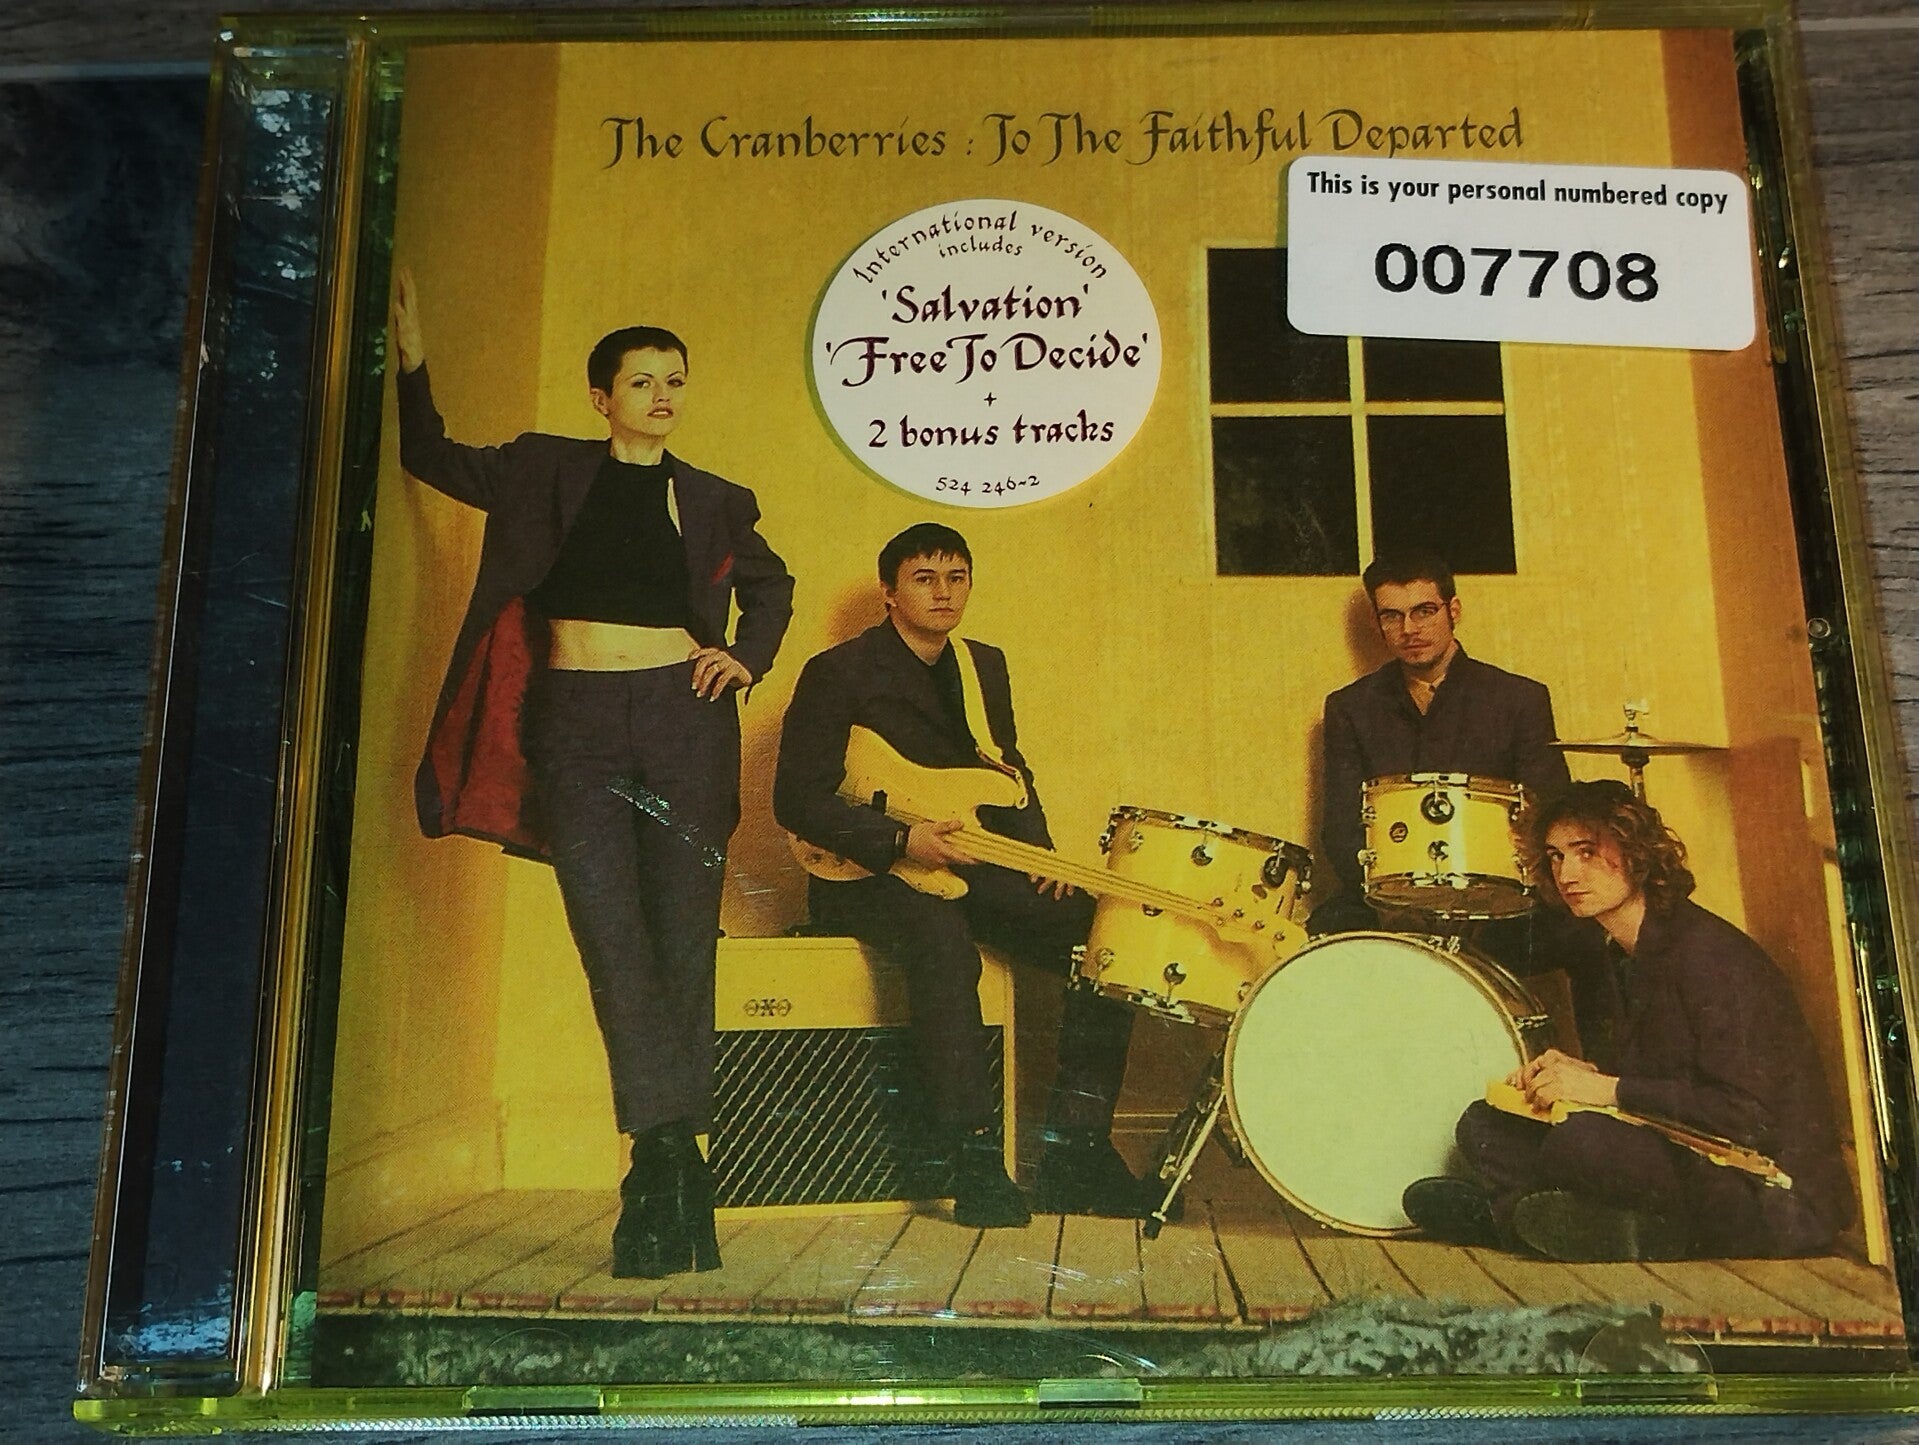 The Cranberries : To The Faithful Departed
This is your personal numbered copy
007708
International version
includes
'Salvation'
'Free To Decide'
+
2 bonus tracks
524 246-2